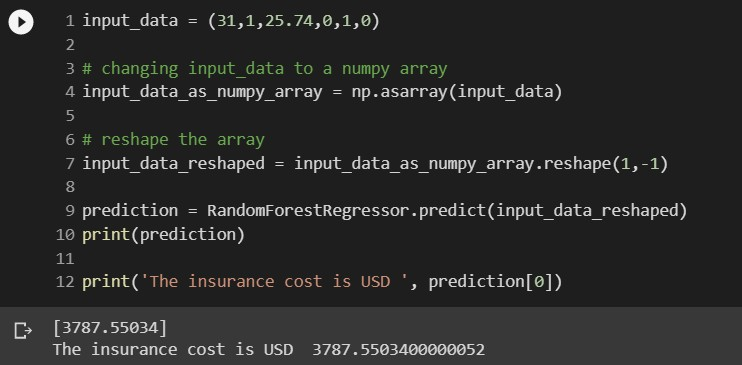 1 input_data = (31,1,25.74,0,1,0)
2
3 # changing input_data to a numpy array
4 input_data_as_numpy_array = np.asarray(input_data)
5
6 # reshape the array
7 input_data_reshaped = input_data_as_numpy_array.reshape(1,-1)
8
9 prediction = RandomForestRegressor.predict(input_data_reshaped)
10 print(prediction)
11
12 print('The insurance cost is USD ', prediction[0])
[3787.55034]
The insurance cost is USD  3787.5503400000052